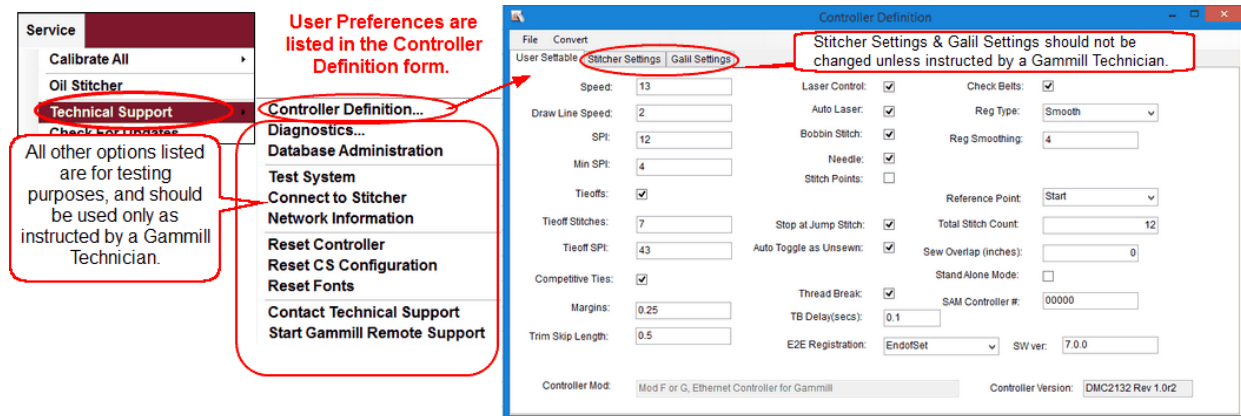 Service
Calibrate All
Oil Stitcher
Technical Support
Check For Updates
All other options listed
are for testing
purposes, and should
be used only as
instructed by a Gammill
Technician.
User Preferences are
listed in the Controller
Definition form.
Controller Definition...
Diagnostics...
Database Administration
Test System
Connect to Stitcher
Network Information
Reset Controller
Reset CS Configuration
Reset Fonts
Contact Technical Support
Start Gammill Remote Support
Controller Definition
File Convert
User Settable Stitcher Settings Galil Settings
Stitcher Settings & Galil Settings should not be
changed unless instructed by a Gammill Technician.
Speed: 13 Laser Control: Check Belts:
Draw Line Speed: 2 Auto Laser: Reg Type: Smooth
SPI: 12 Bobbin Stitch: Reg Smoothing: 4
Min SPI: 4 Needle:
Stitch Points:
Tieoffs: Reference Point: Start
Tieoff Stitches: 7 Stop at Jump Stitch: Total Stitch Count: 12
Tieoff SPI: 43 Auto Toggle as Unsewn: Sew Overlap (inches): 0
Competitive Ties: Stand Alone Mode:
Thread Break: SAM Controller #: 00000
Margins: 0.25 TB Delay(secs): 0.1
Trim Skip Length: 0.5 E2E Registration: EndofSet SW ver: 7.0.0
Controller Mod: Mod F or G, Ethernet Controller for Gammill Controller Version: DMC2132 Rev 1.0r2